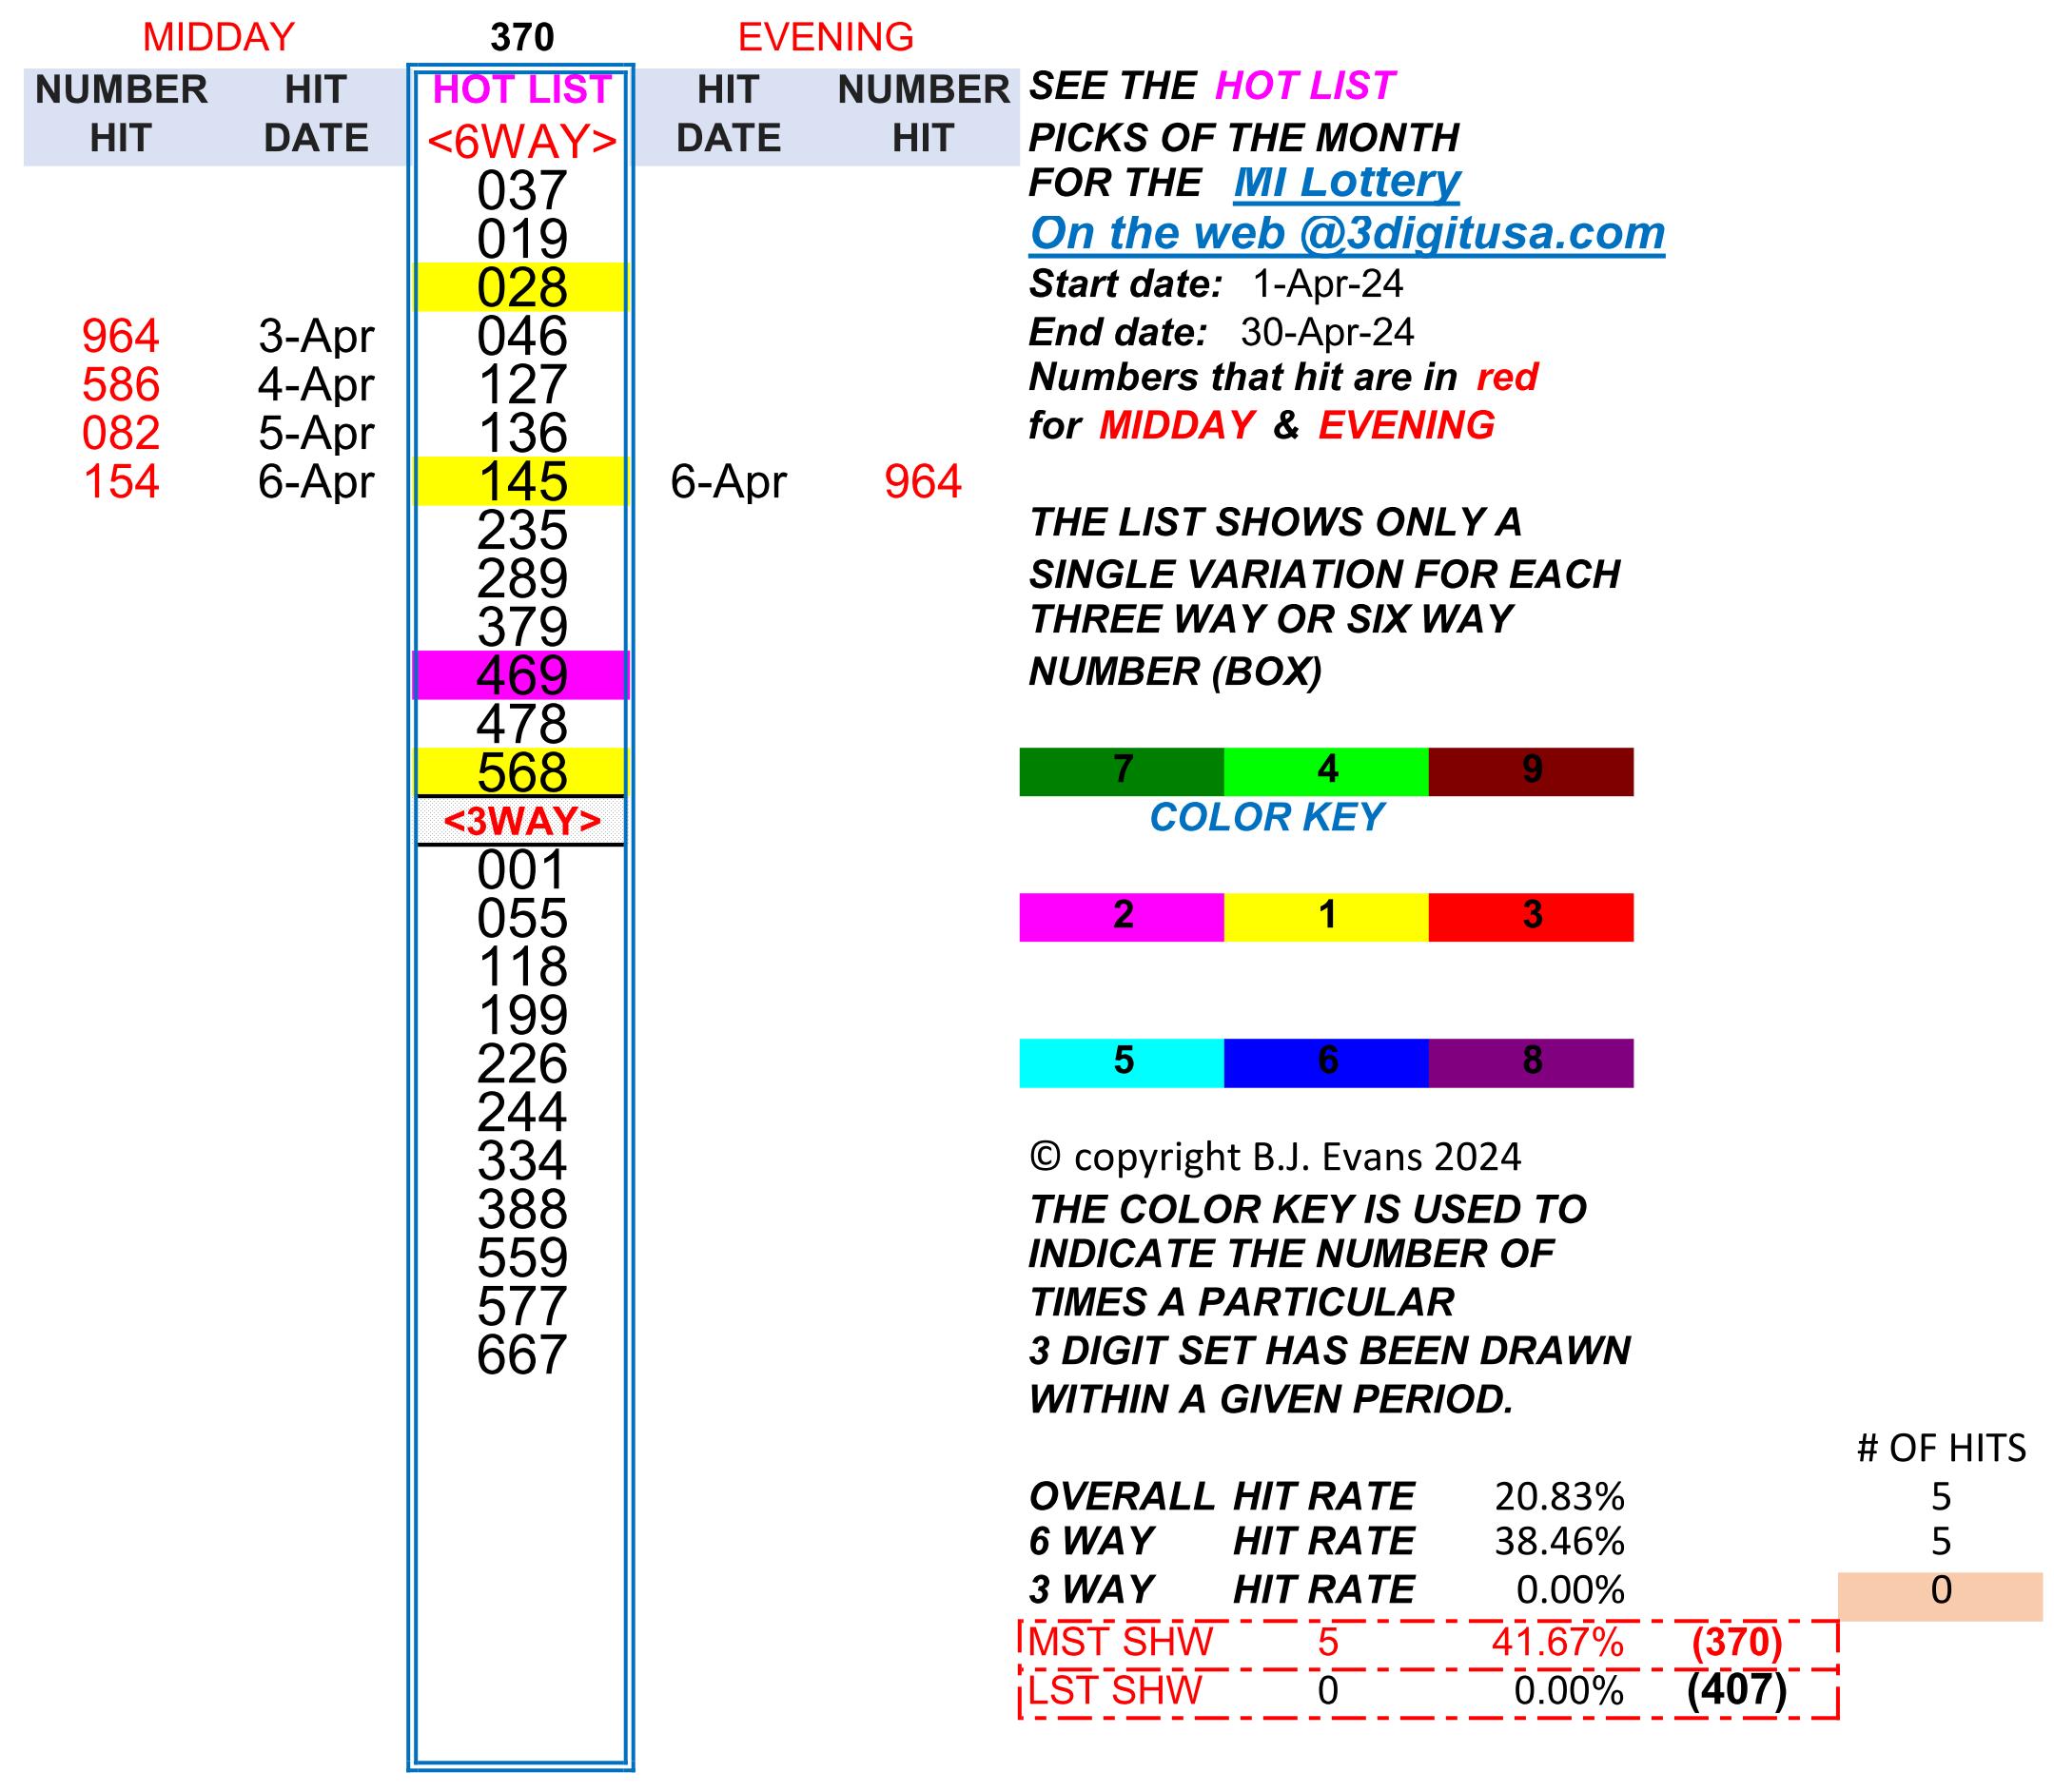 MIDDAY 370 EVENING
NUMBER HIT HOT LIST HIT NUMBER
HIT DATE <6WAY> DATE HIT
037
019
028
964 3-Apr 046
586 4-Apr 127
082 5-Apr 136
154 6-Apr 145 6-Apr 964
235
289
379
469
478
568
<3WAY>
001
055
118
199
226
244
334
388
559
577
667
SEE THE HOT LIST
PICKS OF THE MONTH
FOR THE MI Lottery
On the web @3digitusa.com
Start date: 1-Apr-24
End date: 30-Apr-24
Numbers that hit are in red
for MIDDAY & EVENING
THE LIST SHOWS ONLY A
SINGLE VARIATION FOR EACH
THREE WAY OR SIX WAY
NUMBER (BOX)
7 4 9
COLOR KEY
2 1 3
5 6 8
© copyright B.J. Evans 2024
THE COLOR KEY IS USED TO
INDICATE THE NUMBER OF
TIMES A PARTICULAR
3 DIGIT SET HAS BEEN DRAWN
WITHIN A GIVEN PERIOD.
# OF HITS
OVERALL HIT RATE 20.83% 5
6 WAY HIT RATE 38.46% 5
3 WAY HIT RATE 0.00% 0
MST SHW 5 41.67% (370)
LST SHW 0 0.00% (407)